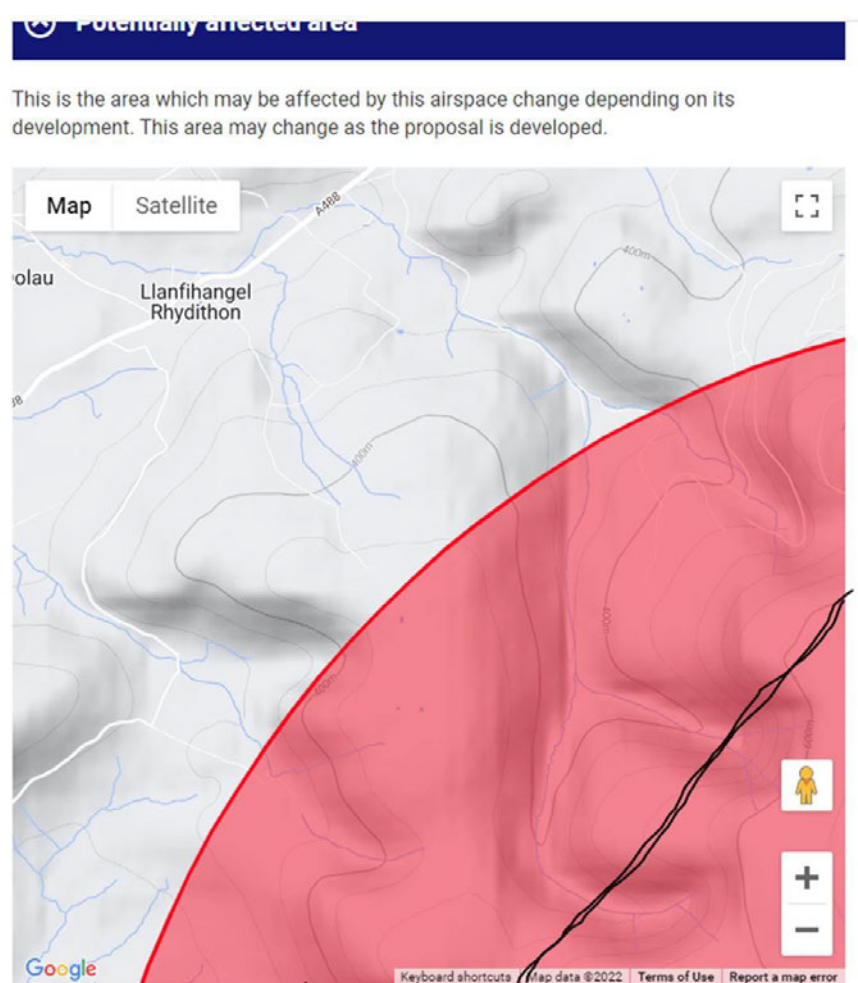 Potentially affected area
This is the area which may be affected by this airspace change depending on its
development. This area may change as the proposal is developed.
Map Satellite
A488
400m
olau
Llanfihangel
Rhydithon
400m
400m
400m
600m
Google
Keyboard shortcuts Map data ©2022 Terms of Use Report a map error